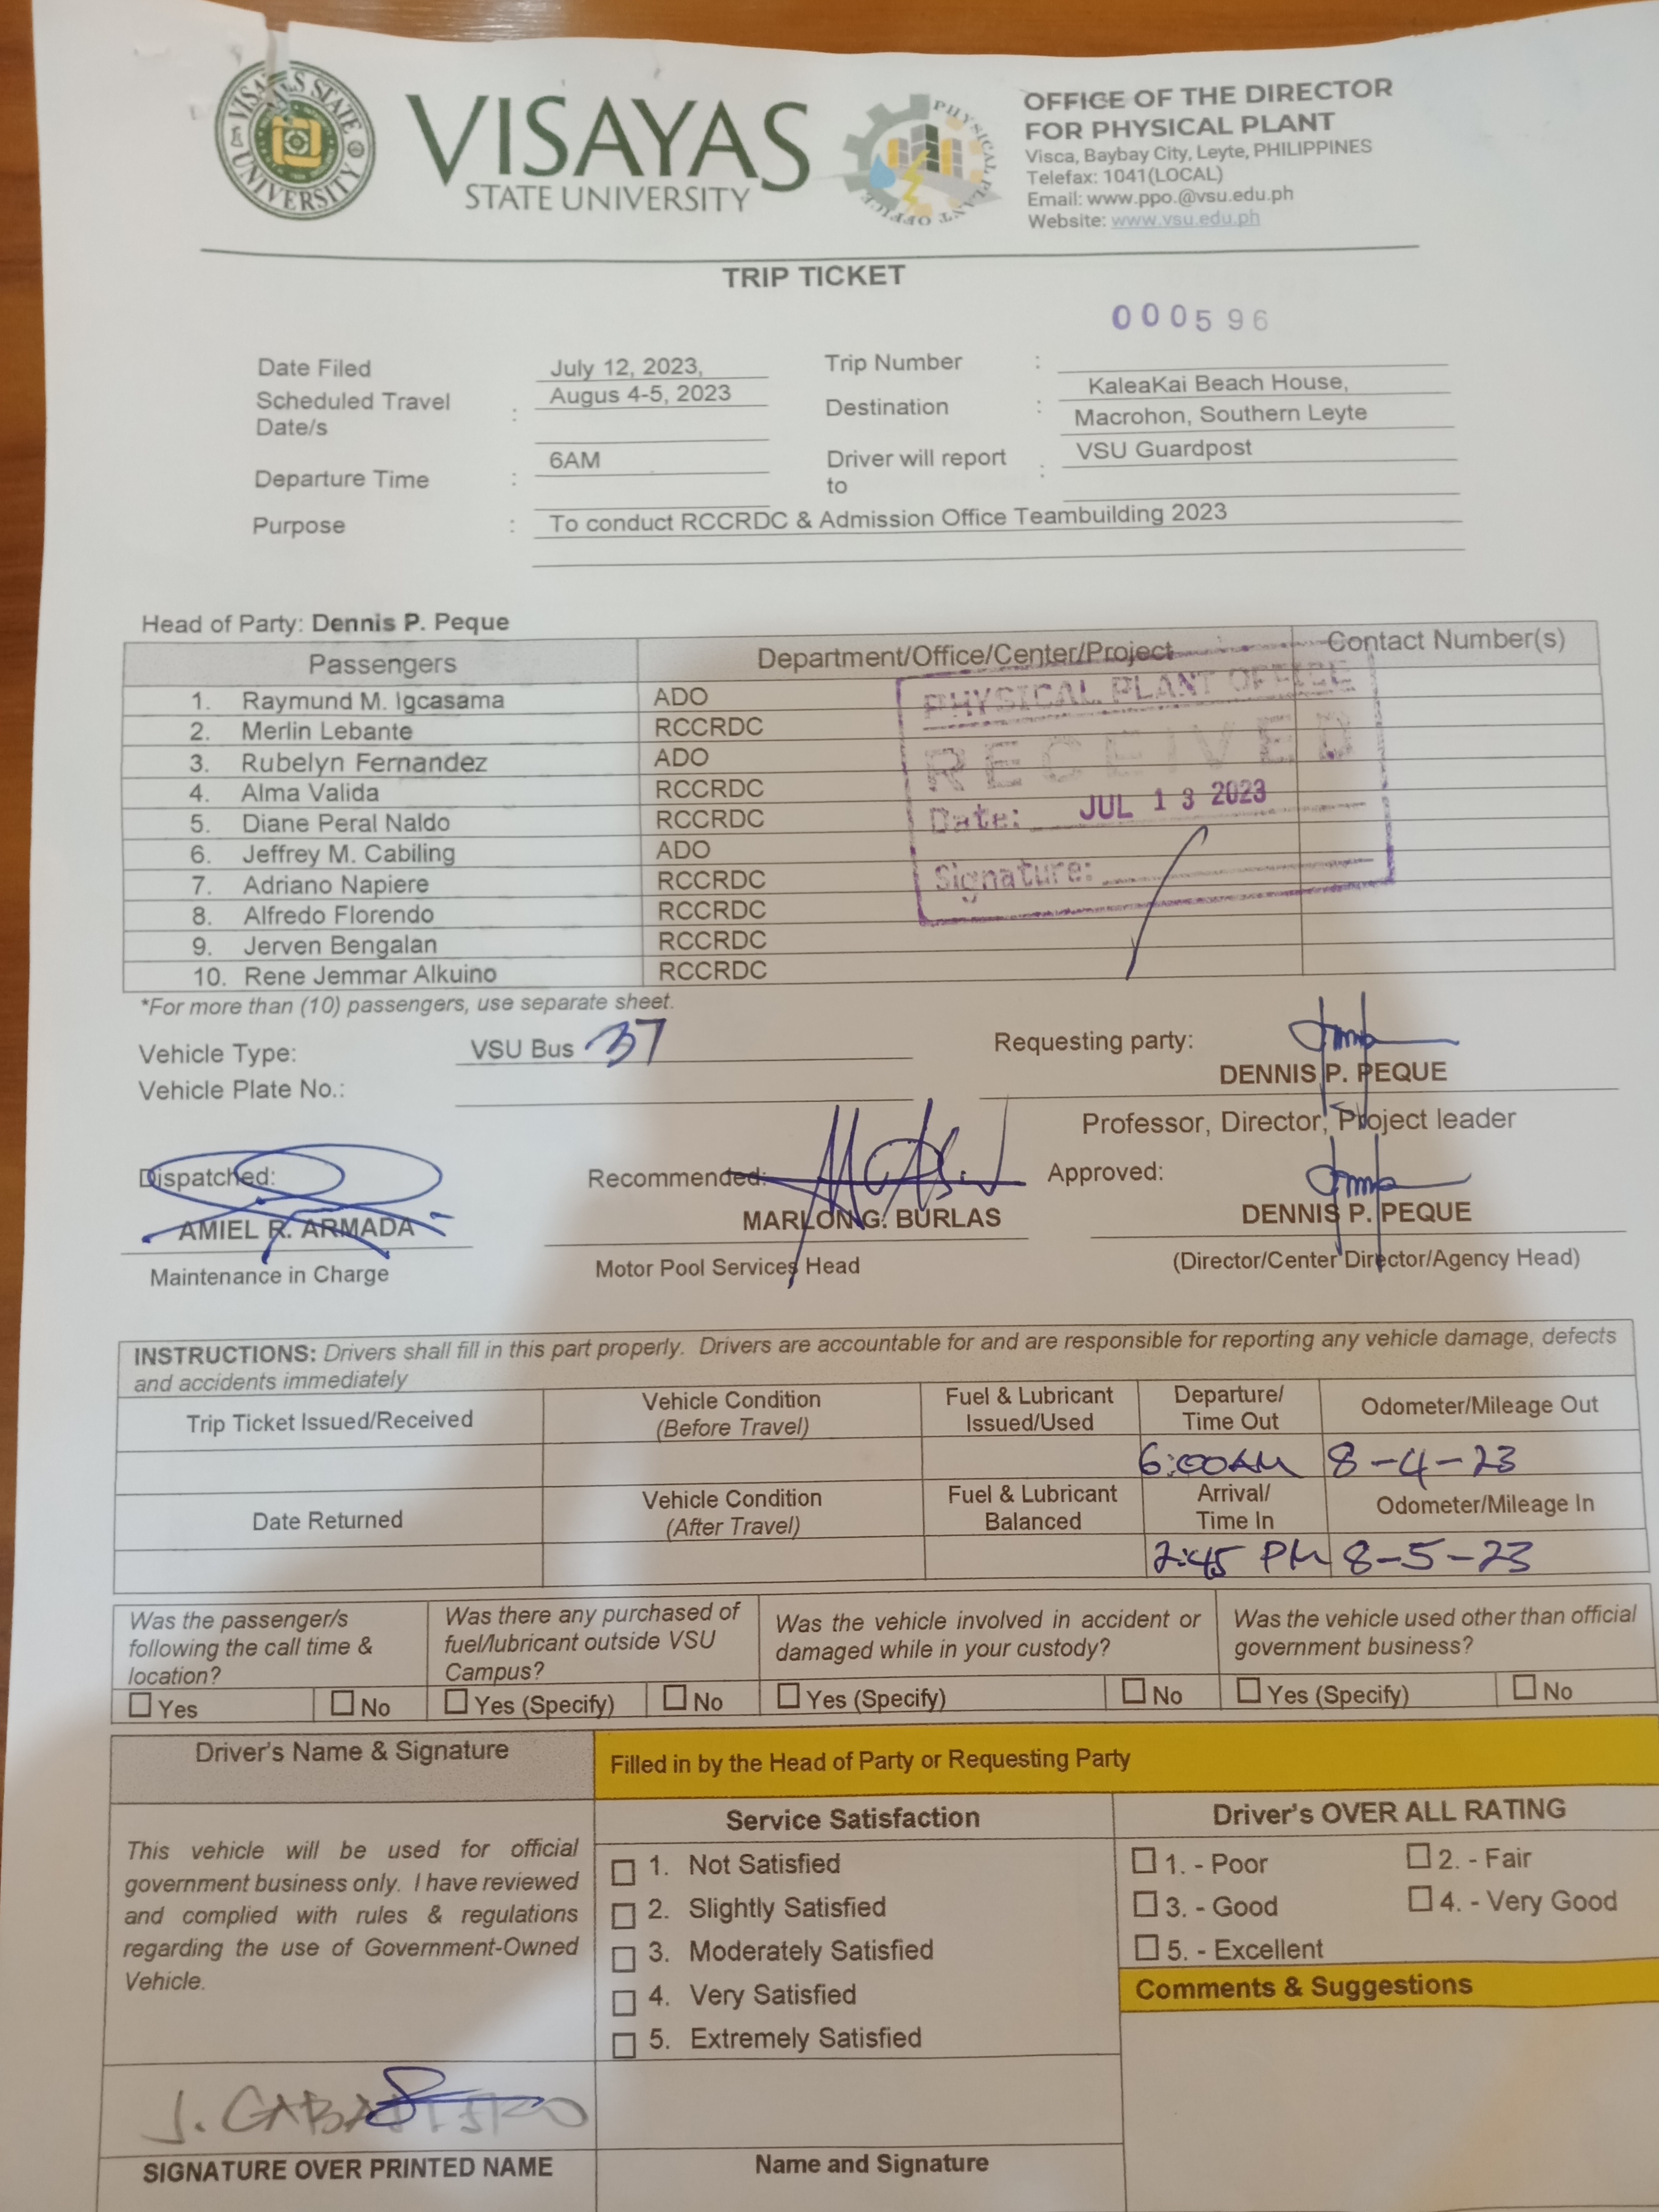 VISAYAS STATE UNIVERSITY
VISAYAS
STATE UNIVERSITY
PHYSICAL PLANT OFFICE
OFFICE OF THE DIRECTOR
FOR PHYSICAL PLANT
Visca, Baybay City, Leyte, PHILIPPINES
Telefax: 1041(LOCAL)
Email: www.ppo.@vsu.edu.ph
Website: www.vsu.edu.ph
TRIP TICKET
000596
Date Filed July 12, 2023, Trip Number :
Scheduled Travel Date/s : Augus 4-5, 2023 Destination : KaleaKai Beach House,
Macrohon, Southern Leyte
Departure Time : 6AM Driver will report to : VSU Guardpost
Purpose : To conduct RCCRDC & Admission Office Teambuilding 2023
Head of Party: Dennis P. Peque
Passengers Department/Office/Center/Project Contact Number(s)
1. Raymund M. Igcasama ADO
2. Merlin Lebante RCCRDC
3. Rubelyn Fernandez ADO
4. Alma Valida RCCRDC
5. Diane Peral Naldo RCCRDC
6. Jeffrey M. Cabiling ADO
7. Adriano Napiere RCCRDC
8. Alfredo Florendo RCCRDC
9. Jerven Bengalan RCCRDC
10. Rene Jemmar Alkuino RCCRDC
PHYSICAL PLANT OFFICE
RECEIVED
Date: JUL 13 2023
Signature:
*For more than (10) passengers, use separate sheet.
Vehicle Type: VSU Bus 37 Requesting party:
DENNIS P. PEQUE
Vehicle Plate No.:
Professor, Director, Project leader
Dispatched: Recommended: Approved:
AMIEL R. ARMADA MARLON G. BURLAS DENNIS P. PEQUE
Maintenance in Charge Motor Pool Services Head (Director/Center Director/Agency Head)
INSTRUCTIONS: Drivers shall fill in this part properly. Drivers are accountable for and are responsible for reporting any vehicle damage, defects
and accidents immediately
Trip Ticket Issued/Received Vehicle Condition (Before Travel) Fuel & Lubricant Issued/Used Departure/ Time Out Odometer/Mileage Out
6:00AM 8-4-23
Date Returned Vehicle Condition (After Travel) Fuel & Lubricant Balanced Arrival/ Time In Odometer/Mileage In
2:45 PM 8-5-23
Was the passenger/s following the call time & location? Was there any purchased of fuel/lubricant outside VSU Campus? Was the vehicle involved in accident or damaged while in your custody? Was the vehicle used other than official government business?
Yes No Yes (Specify) No Yes (Specify) No Yes (Specify) No
Driver's Name & Signature
Filled in by the Head of Party or Requesting Party
This vehicle will be used for official
government business only. I have reviewed
and complied with rules & regulations
regarding the use of Government-Owned
Vehicle.
Service Satisfaction
1. Not Satisfied
2. Slightly Satisfied
3. Moderately Satisfied
4. Very Satisfied
5. Extremely Satisfied
Driver's OVER ALL RATING
1. - Poor 2. - Fair
3. - Good 4. - Very Good
5. - Excellent
Comments & Suggestions
SIGNATURE OVER PRINTED NAME
Name and Signature